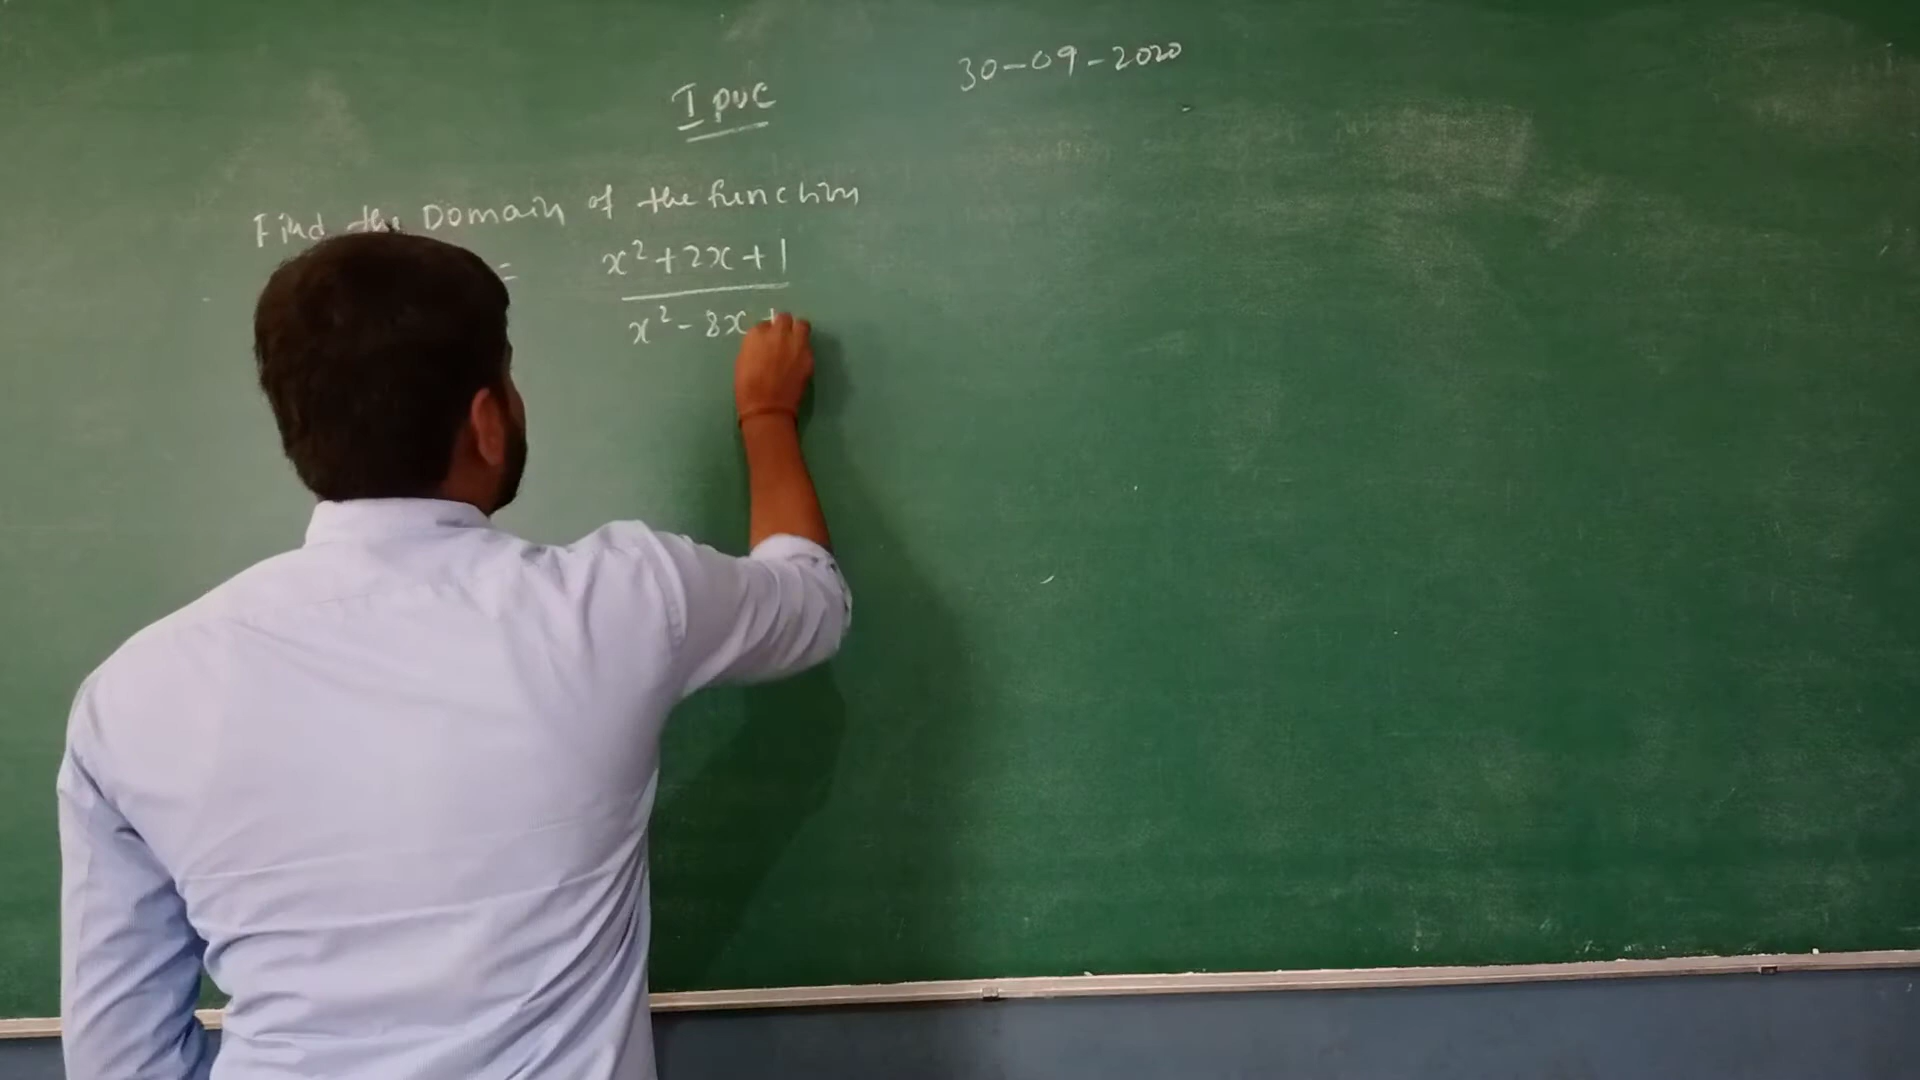 30-09-2020
I PUC
Find the Domain of the function
=
x²+2x+1
x²-8x+